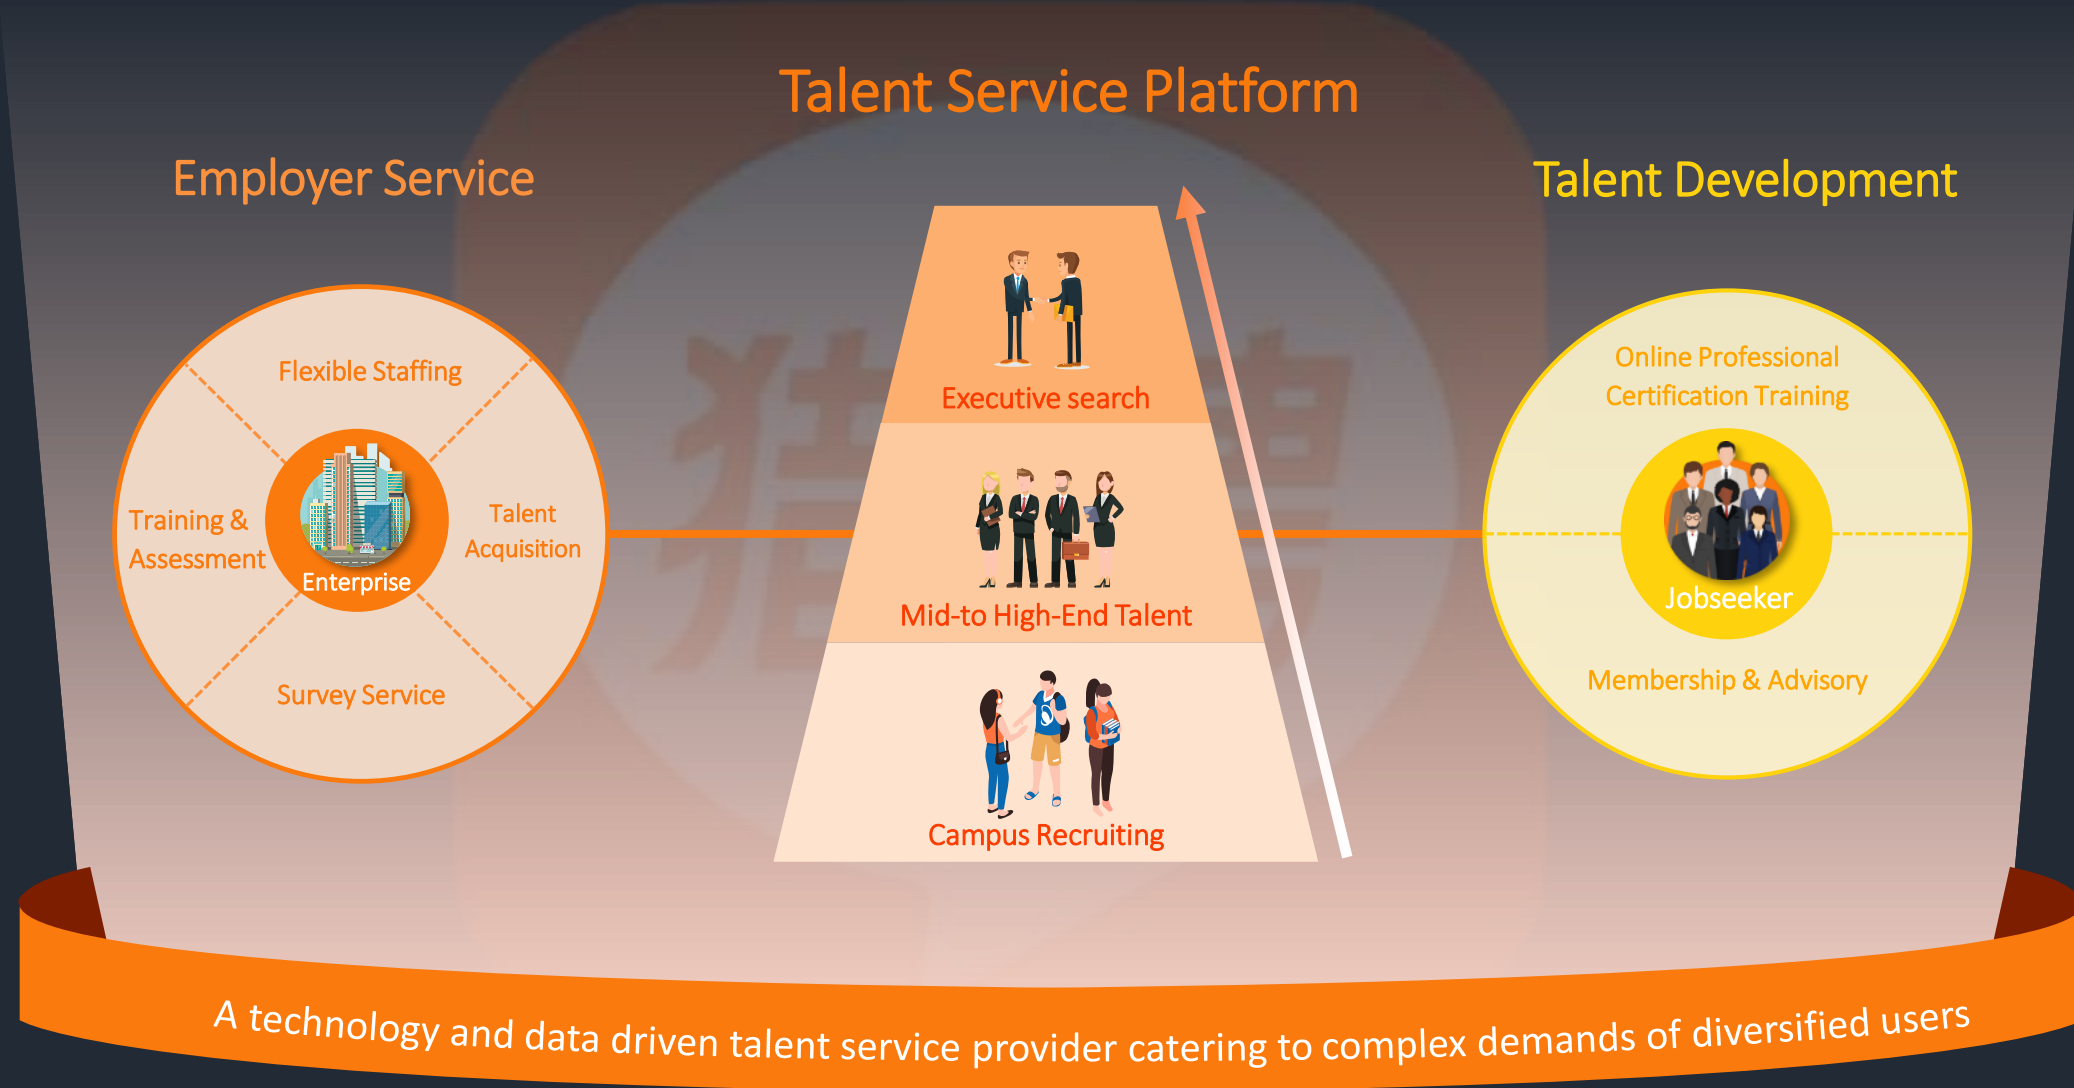 Talent Service Platform
Employer Service
Talent Development
Flexible Staffing
Training &
Assessment
Talent
Acquisition
Enterprise
Survey Service
猎聘
Executive search
Mid-to High-End Talent
Campus Recruiting
Online Professional
Certification Training
Jobseeker
Membership & Advisory
A technology and data driven talent service provider catering to complex demands of diversified users